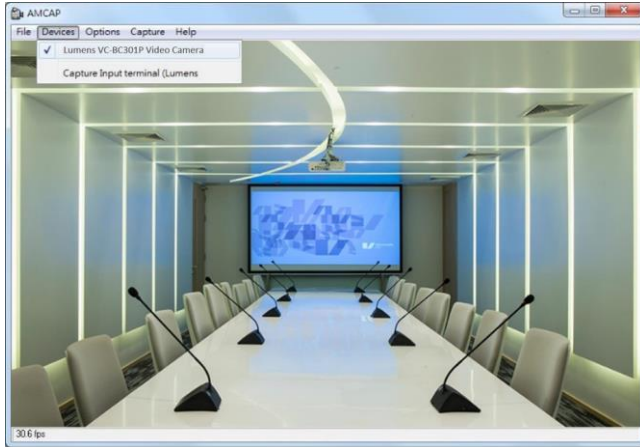 AMCAP
File Devices Options Capture Help
✓ Lumens VC-BC301P Video Camera
Capture Input terminal (Lumens
30.6 fps